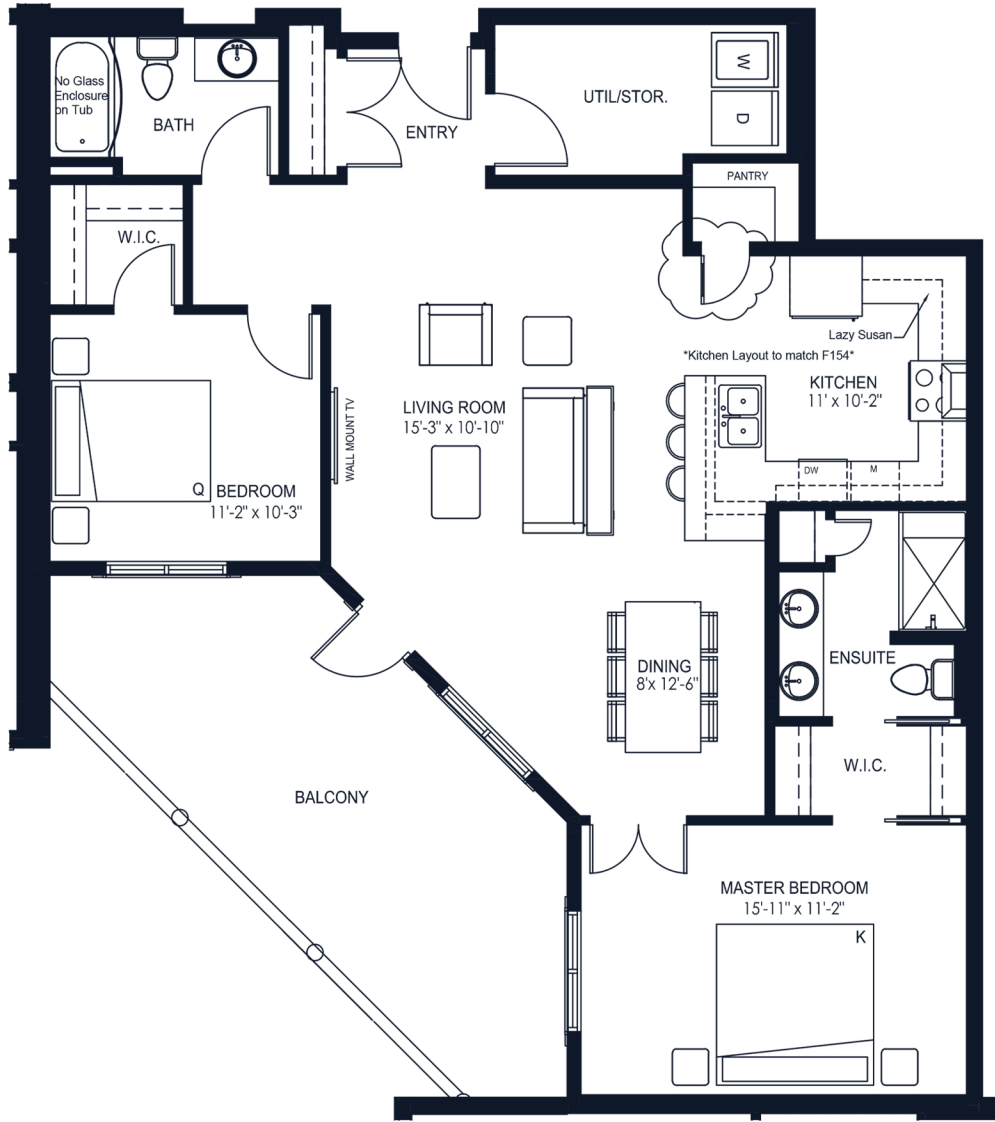 No Glass
Enclosure
on Tub
BATH
ENTRY
UTIL/STOR.
W
D
PANTRY
W.I.C.
Lazy Susan
*Kitchen Layout to match F154*
KITCHEN
11' x 10'-2"
LIVING ROOM
15'-3" x 10'-10"
WALL MOUNT TV
DW
M
Q
BEDROOM
11'-2" x 10'-3"
ENSUITE
DINING
8'x 12'-6"
W.I.C.
BALCONY
MASTER BEDROOM
15'-11" x 11'-2"
K